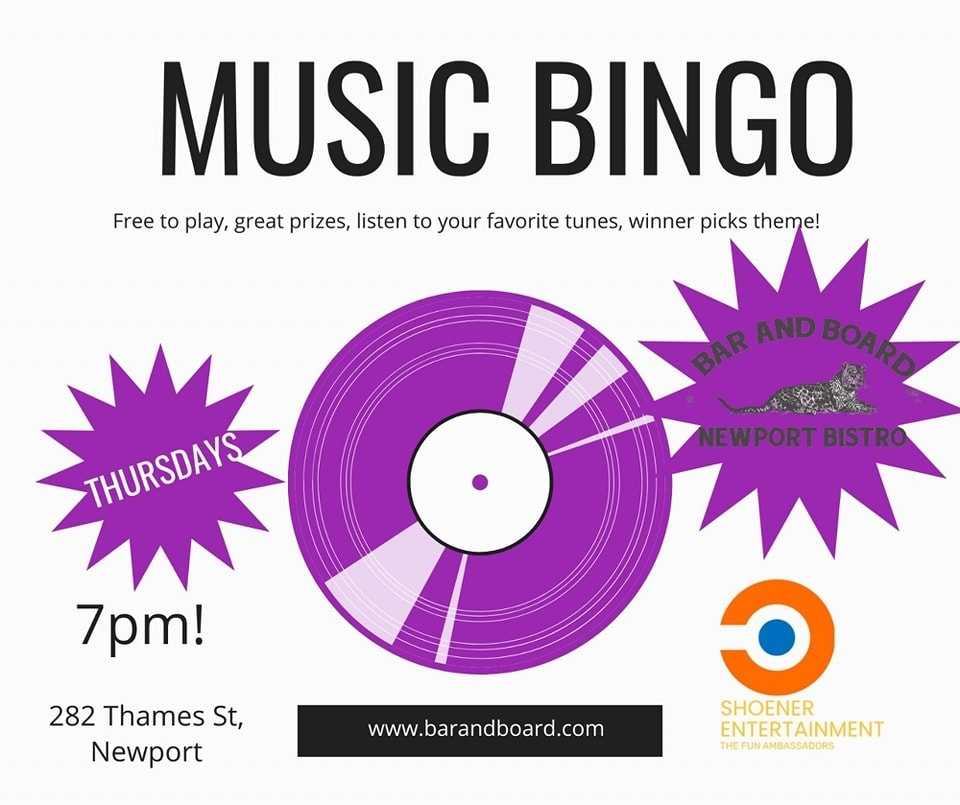 MUSIC BINGO
Free to play, great prizes, listen to your favorite tunes, winner picks theme!
BAR AND BOARD
NEWPORT BISTRO
THURSDAYS
7pm!
282 Thames St,
Newport
www.barandboard.com
SHOENER
ENTERTAINMENT
THE FUN AMBASSADORS